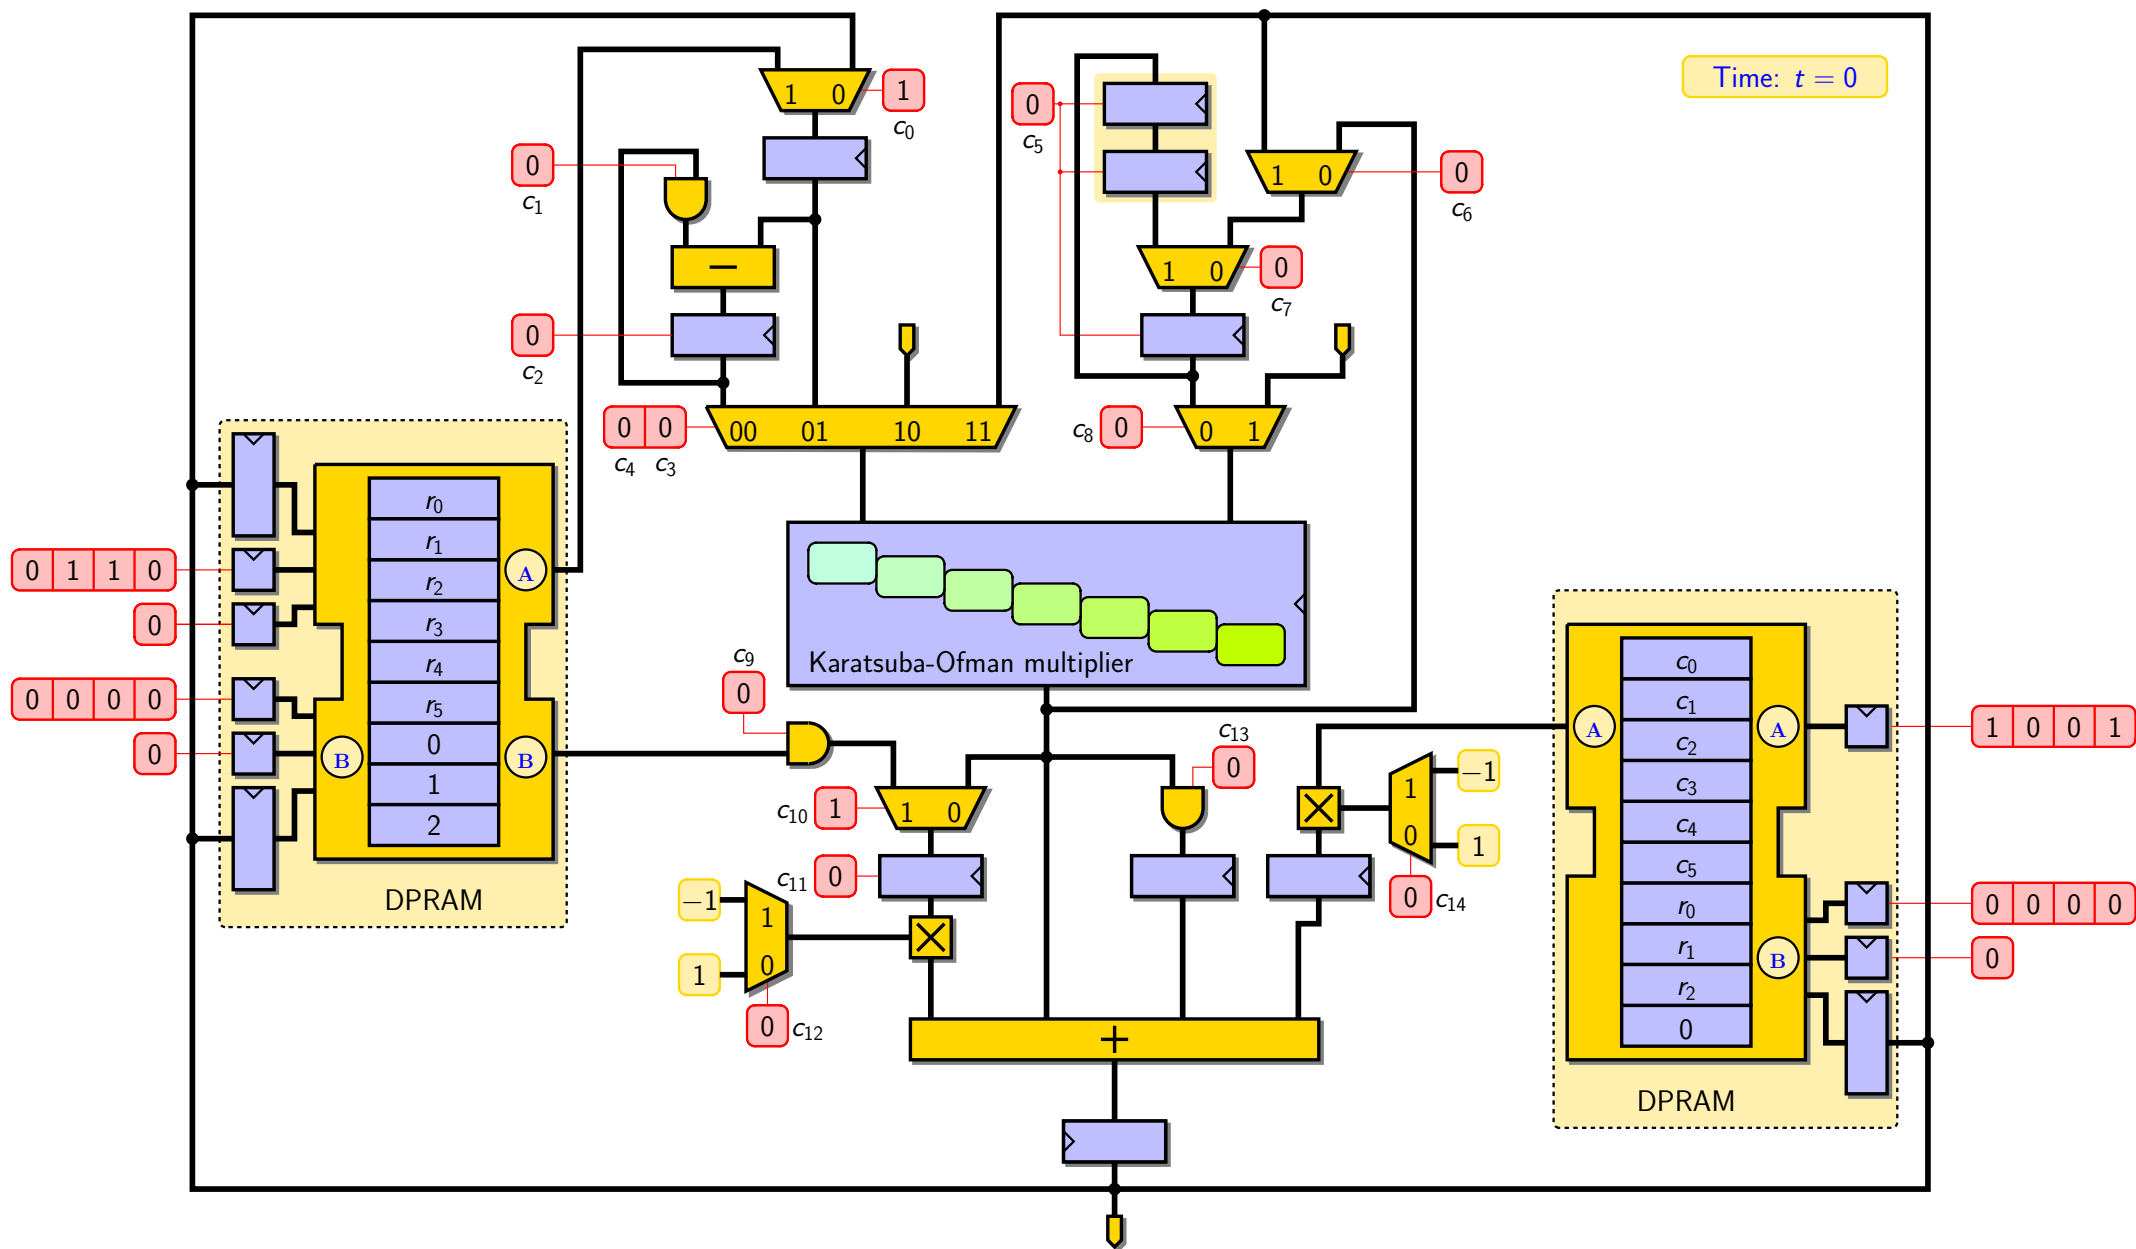 Time: t = 0
1 0
1
c0
0
c1
0
c5
1 0
0
c6
−
1 0
0
c7
0
c2
0 0
c4 c3
00 01 10 11
c8 0
0 1
r0
r1
r2
r3
r4
r5
0
1
2
A
B
B
DPRAM
0 1 1 0
0
0 0 0 0
0
Karatsuba-Ofman multiplier
c9
0
c13
0
c10 1
1 0
c11 0
−1
1
1
0
0 c12
×
×
1
0
−1
1
0 c14
+
c0
c1
c2
c3
c4
c5
r0
r1
r2
0
A
A
B
DPRAM
1 0 0 1
0 0 0 0
0